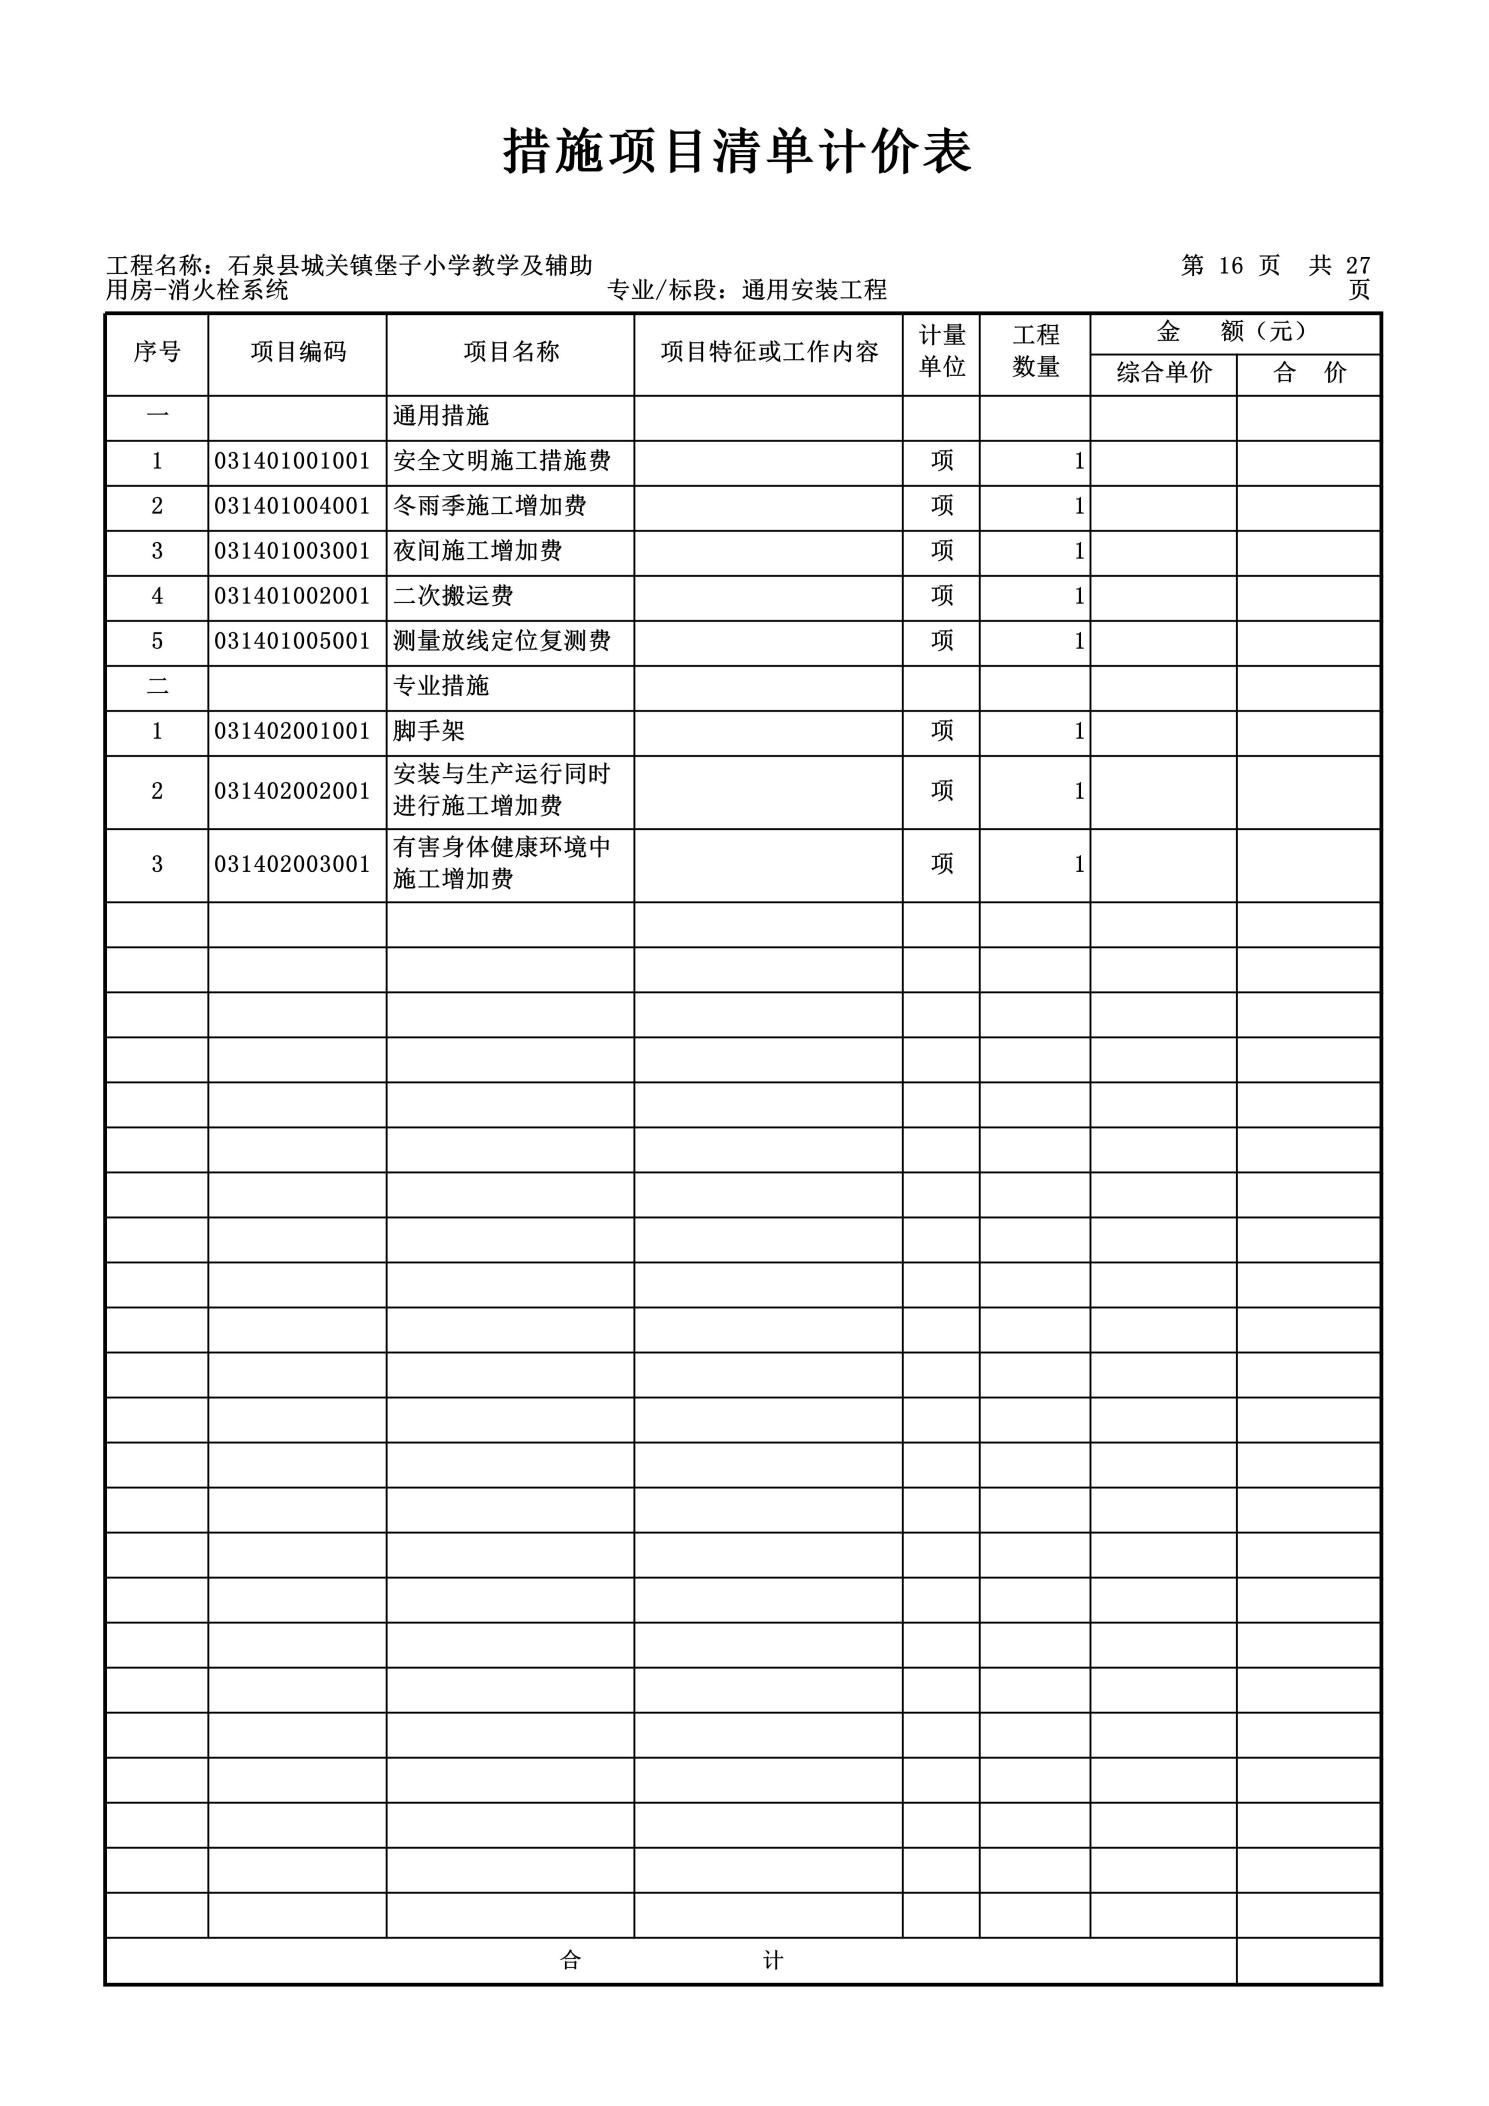 措施项目清单计价表
工程名称：石泉县城关镇堡子小学教学及辅助
用房-消火栓系统 专业/标段：通用安装工程 第 16 页 共 27
页
序号 项目编码 项目名称 项目特征或工作内容 计量
单位 工程
数量 金 额（元）
综合单价 合 价
一 通用措施
1 031401001001 安全文明施工措施费 项 1
2 031401004001 冬雨季施工增加费 项 1
3 031401003001 夜间施工增加费 项 1
4 031401002001 二次搬运费 项 1
5 031401005001 测量放线定位复测费 项 1
二 专业措施
1 031402001001 脚手架 项 1
2 031402002001 安装与生产运行同时
进行施工增加费 项 1
3 031402003001 有害身体健康环境中
施工增加费 项 1
合 计